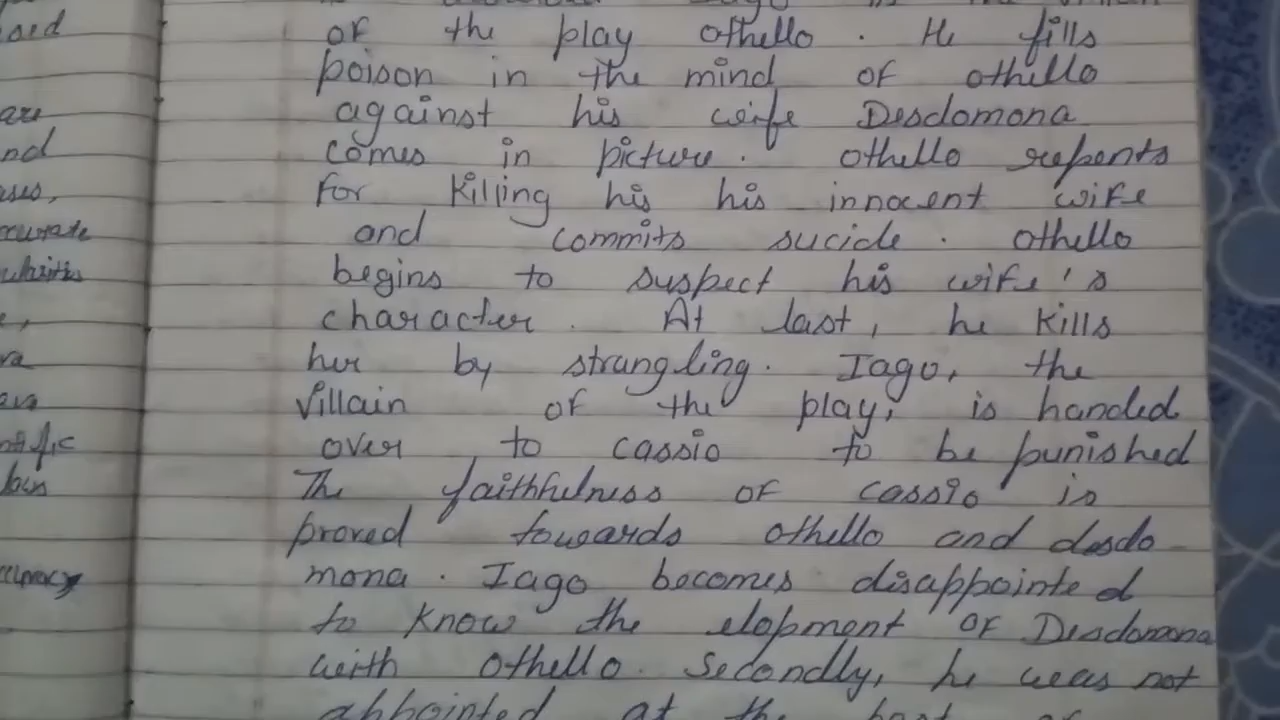 of the play othello . He fills
poison in the mind of othello
against his wife Desdomona
comes in picture . othello repents
for killing his his innocent wife
and commits sucide . othello
begins to suspect his wife's
character . At last , he kills
her by strangling . Iago, the
villain of the play, is handed
over to cassio to be punished
The faithfulness of cassio is
proved towards othello and desdo
mona . Iago becomes disappointed
to know the elopment of Desdomona
with othello . Secondly, he was not
appointed at the